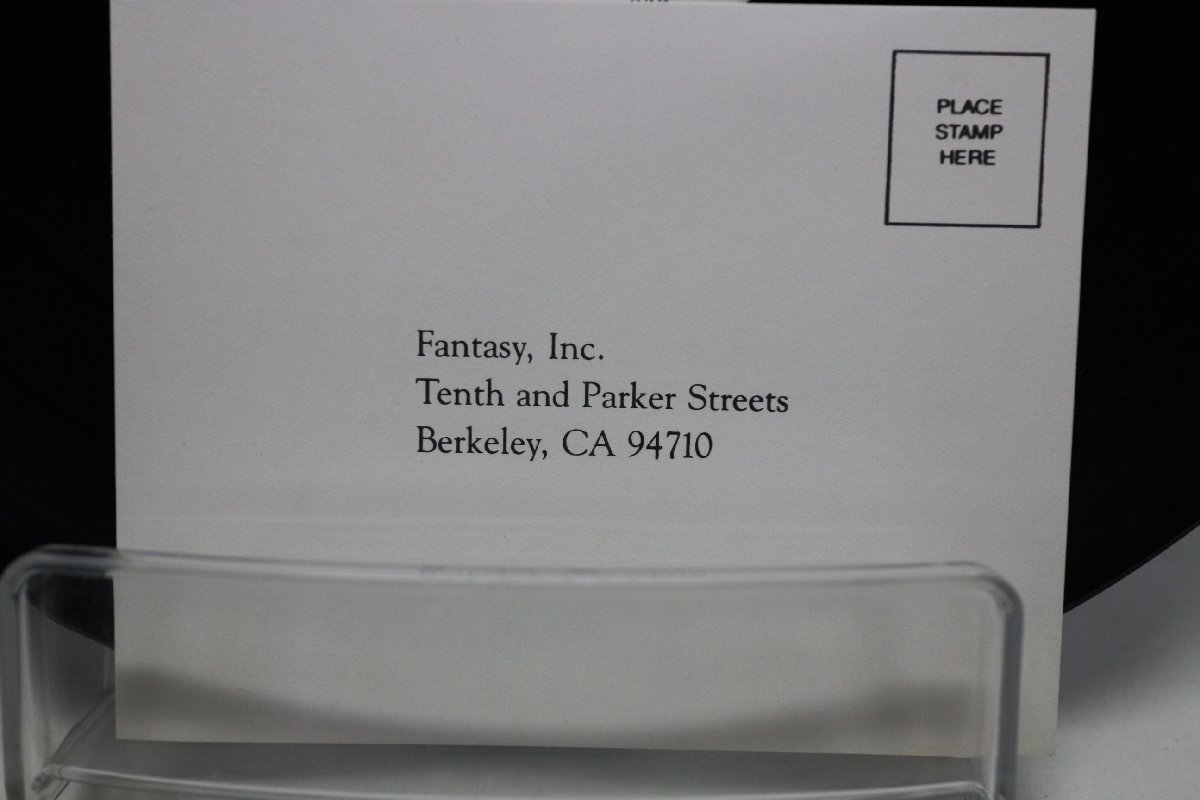 PLACE
STAMP
HERE
Fantasy, Inc.
Tenth and Parker Streets
Berkeley, CA 94710